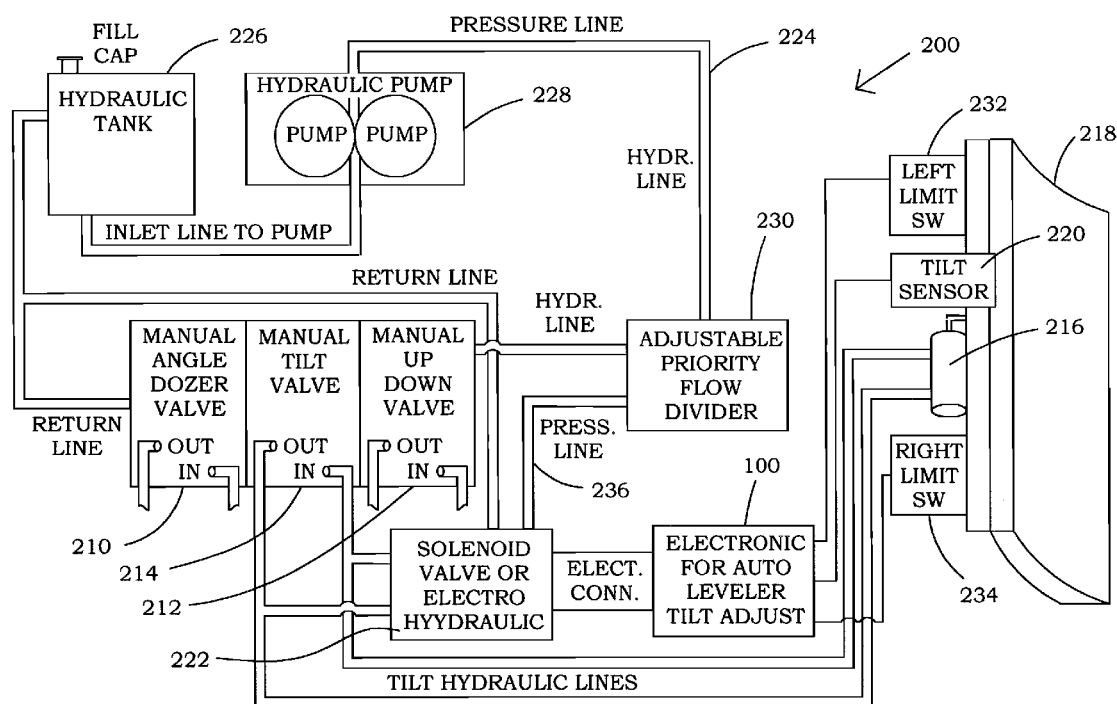 PRESSURE LINE
FILL
CAP
226
224
200
HYDRAULIC
TANK
HYDRAULIC PUMP
PUMP
PUMP
228
232
218
HYDR.
LINE
LEFT
LIMIT
SW
INLET LINE TO PUMP
230
220
TILT
SENSOR
RETURN LINE
HYDR.
LINE
216
MANUAL
ANGLE
DOZER
VALVE
MANUAL
TILT
VALVE
MANUAL
UP
DOWN
VALVE
ADJUSTABLE
PRIORITY
FLOW
DIVIDER
RETURN
LINE
OUT
IN
OUT
IN
OUT
IN
PRESS.
LINE
RIGHT
LIMIT
SW
236
100
210
214
212
234
SOLENOID
VALVE OR
ELECTRO
HYYDRAULIC
ELECT.
CONN.
ELECTRONIC
FOR AUTO
LEVELER
TILT ADJUST
222
TILT HYDRAULIC LINES